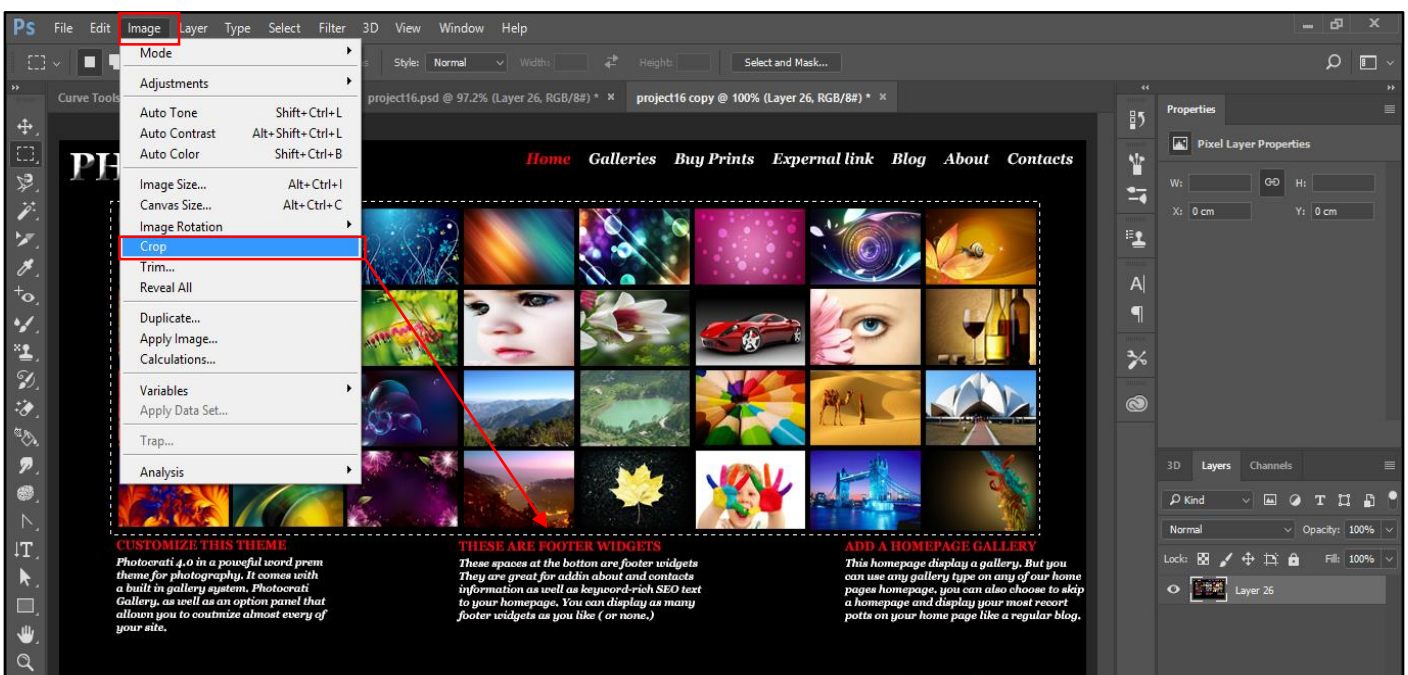 Ps File Edit Image Layer Type Select Filter 3D View Window Help
Style: Normal Width: Height: Select and Mask...
Curve Tools project16.psd @ 97.2% (Layer 26, RGB/8#) * × project16 copy @ 100% (Layer 26, RGB/8#) * ×
Mode
Adjustments
Auto Tone Shift+Ctrl+L
Auto Contrast Alt+Shift+Ctrl+L
Auto Color Shift+Ctrl+B
Image Size... Alt+Ctrl+I
Canvas Size... Alt+Ctrl+C
Image Rotation
Crop
Trim...
Reveal All
Duplicate...
Apply Image...
Calculations...
Variables
Apply Data Set...
Trap...
Analysis
PH
Home Galleries Buy Prints Expernal link Blog About Contacts
CUSTOMIZE THIS THEME
Photocrati 4.0 in a poweful word prem
theme for photography. It comes with
a built in gallery system. Photocrati
Gallery, as well as an option panel that
allown you to coutmize almost every of
your site.
THESE ARE FOOTER WIDGETS
These spaces at the botton are footer widgets
They are great for addin about and contacts
information as well as keyword-rich SEO text
to your homepage. You can display as many
footer widgets as you like ( or none.)
ADD A HOMEPAGE GALLERY
This homepage display a gallery. But you
can use any gallery type on any of our home
pages homepage. you can also choose to skip
a homepage and display your most recort
potts on your home page like a regular blog.
Properties
Pixel Layer Properties
W: H:
X: 0 cm Y: 0 cm
3D Layers Channels
Kind
Normal Opacity: 100%
Lock: Fill: 100%
Layer 26